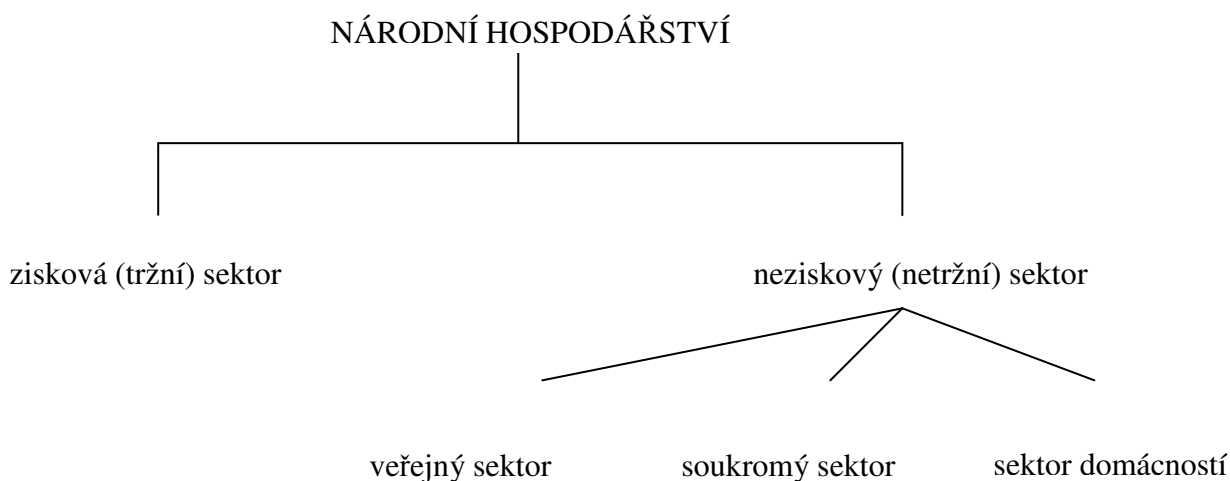 NÁRODNÍ HOSPODÁŘSTVÍ
zisková (tržní) sektor
neziskový (netržní) sektor
veřejný sektor
soukromý sektor
sektor domácností